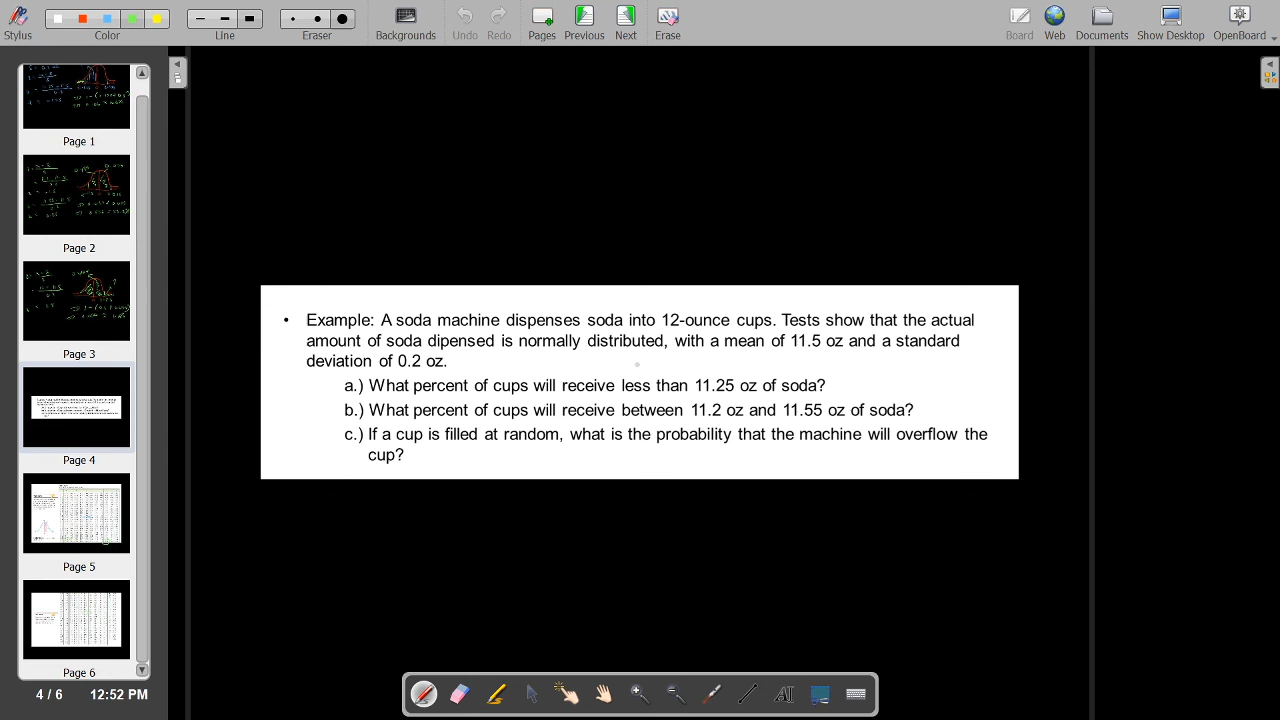 Stylus
Color
Line
Eraser
Backgrounds
Undo
Redo
Pages
Previous
Next
Erase
Board
Web
Documents
Show Desktop
OpenBoard
Page 1
Page 2
Page 3
Page 4
Page 5
Page 6
4 / 6
12:52 PM
• Example: A soda machine dispenses soda into 12-ounce cups. Tests show that the actual
amount of soda dipensed is normally distributed, with a mean of 11.5 oz and a standard
deviation of 0.2 oz.
a.) What percent of cups will receive less than 11.25 oz of soda?
b.) What percent of cups will receive between 11.2 oz and 11.55 oz of soda?
c.) If a cup is filled at random, what is the probability that the machine will overflow the
cup?
AI